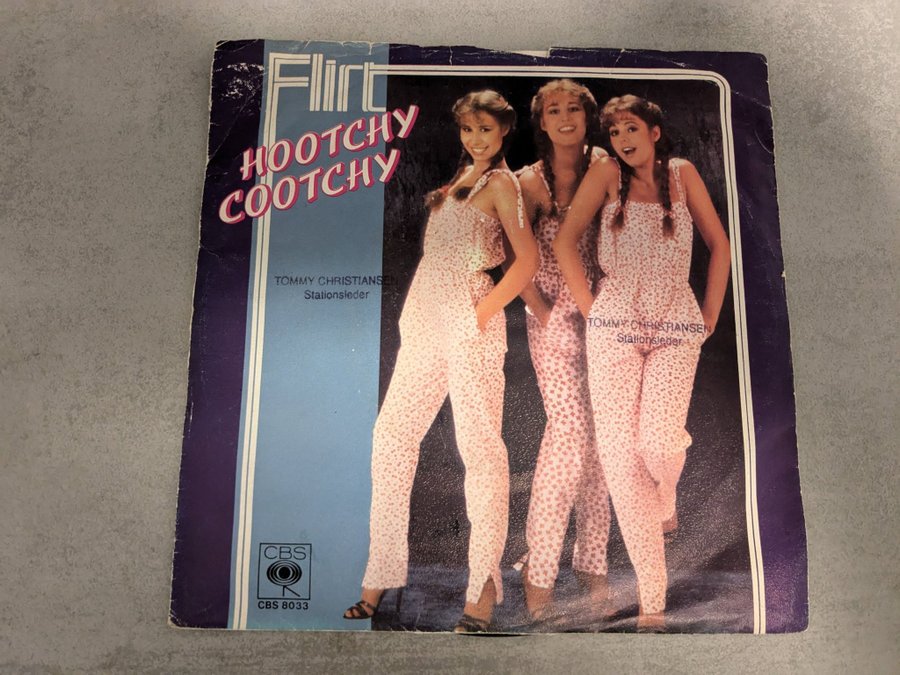 Flirt
HOOTCHY
COOTCHY
TOMMY CHRISTIANSEN
Stationsleder
TOMMY CHRISTIANSEN
Stationsleder
CBS
CBS 8033